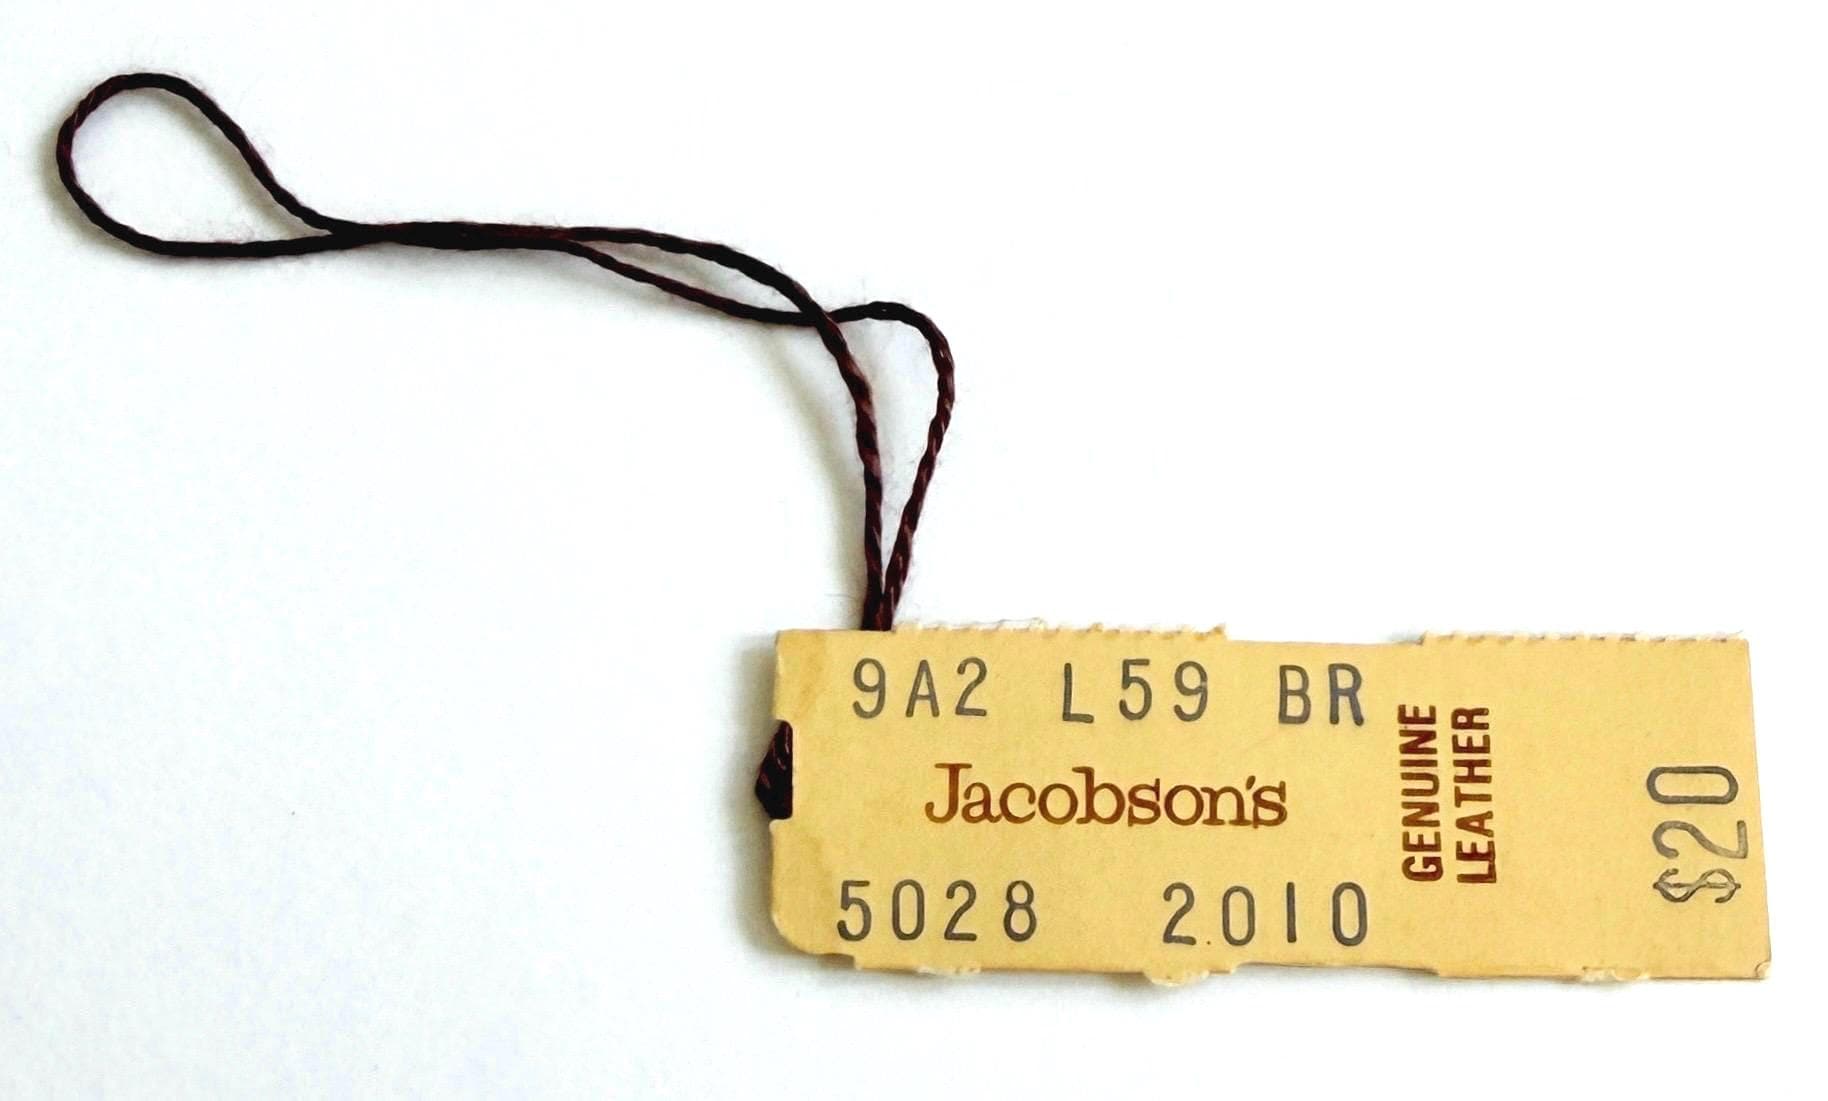 9A2 L59 BR
Jacobson's
5028 2010
GENUINE
LEATHER
$20